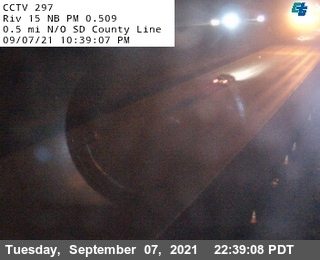 CCTV 297
Riv 15 NB PM 0.509
0.5 mi N/O SD County Line
09/07/21 10:39:07 PM
Tuesday, September 07, 2021 22:39:08 PDT